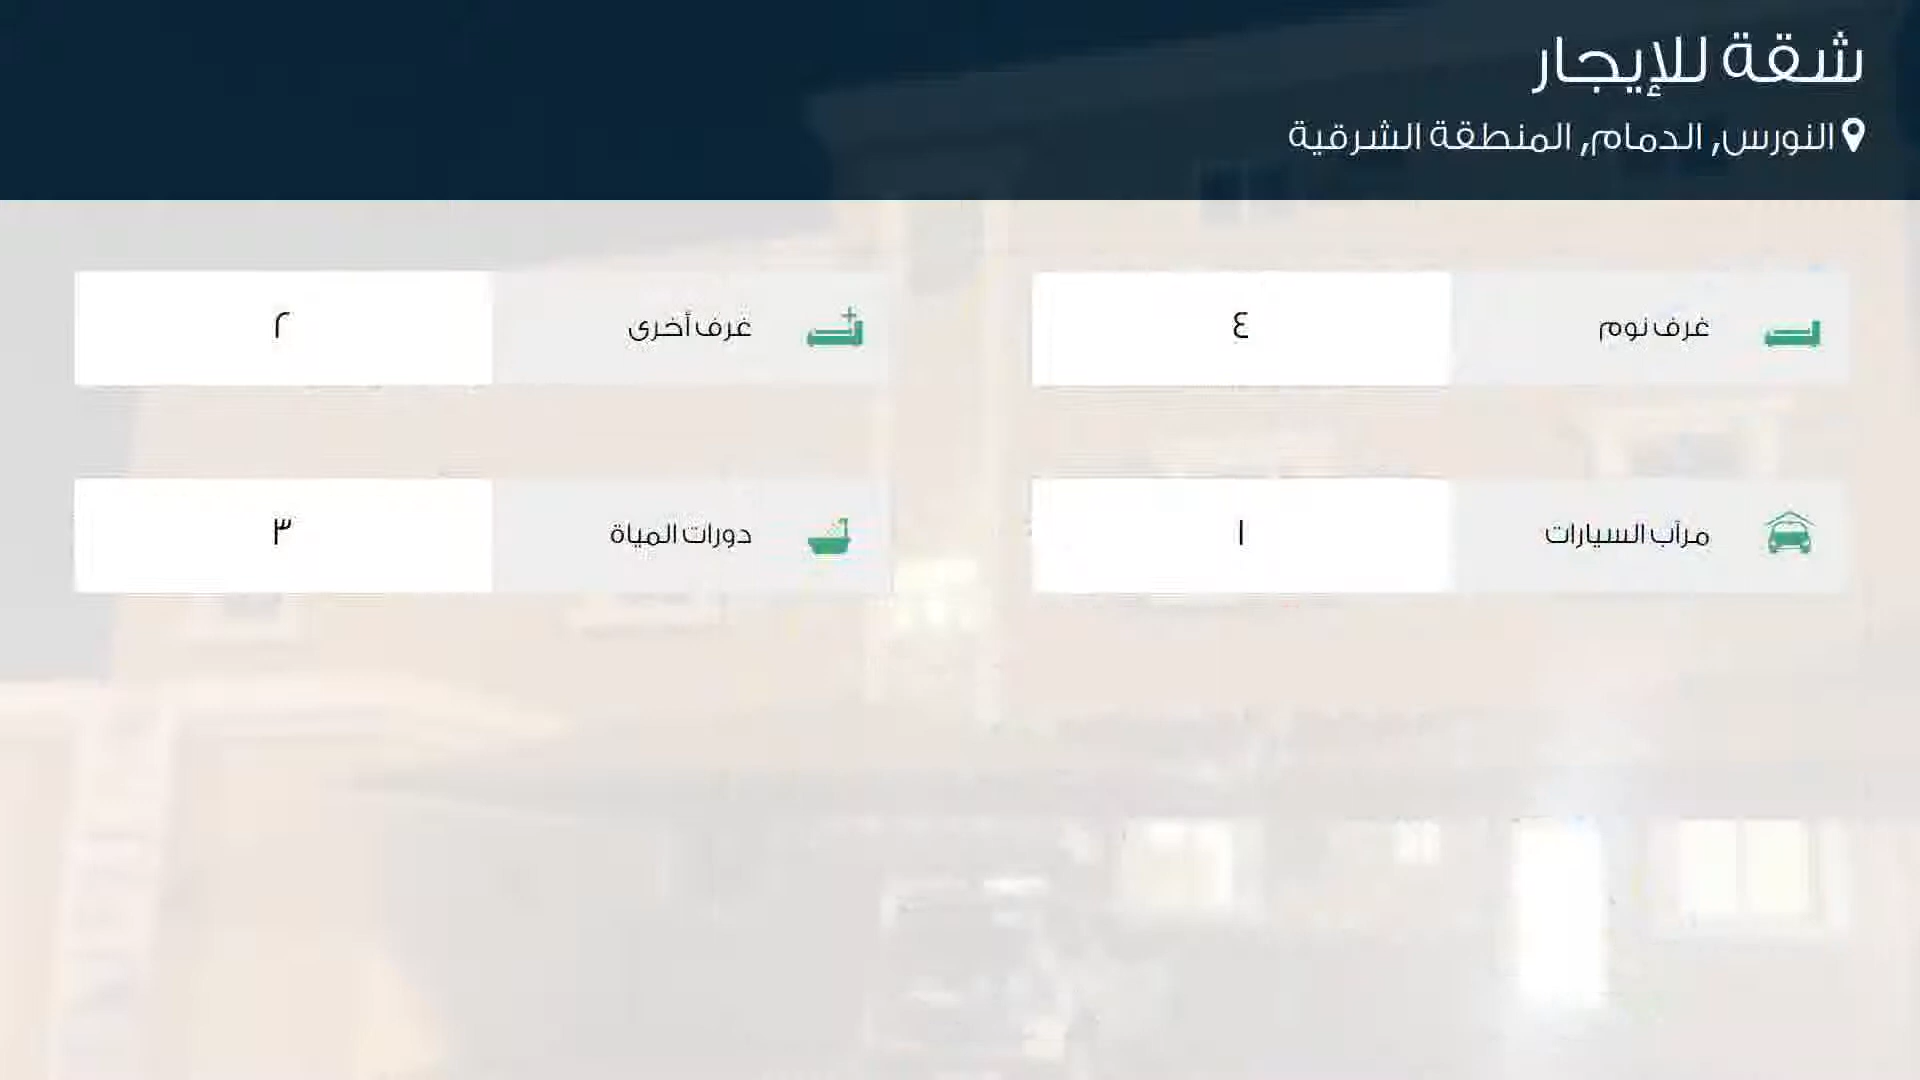 شقة للإيجار
النورس, الدمام, المنطقة الشرقية
غرف نوم
٤
غرف أخرى
٢
مرآب السيارات
١
دورات المياة
٣